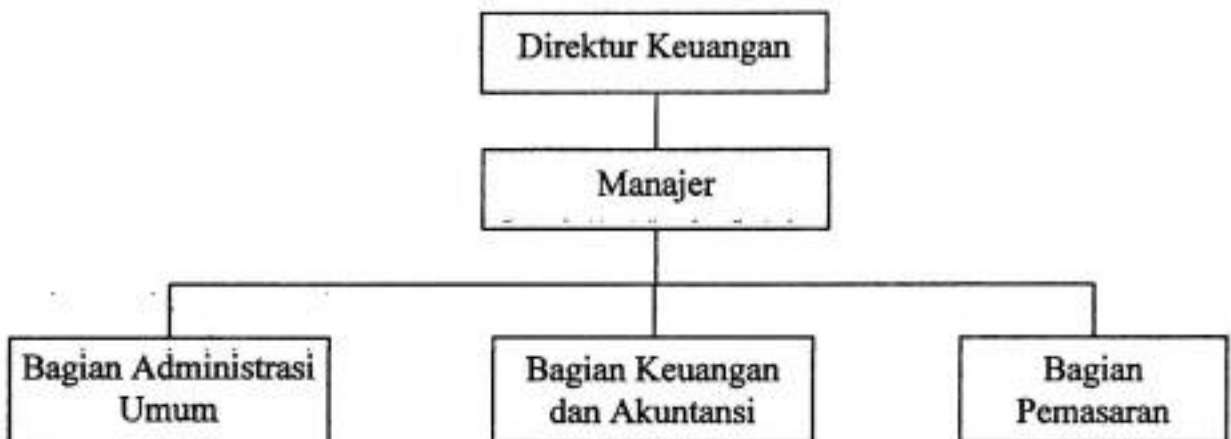 Direktur Keuangan
Manajer
Bagian Administrasi
Umum
Bagian Keuangan
dan Akuntansi
Bagian
Pemasaran